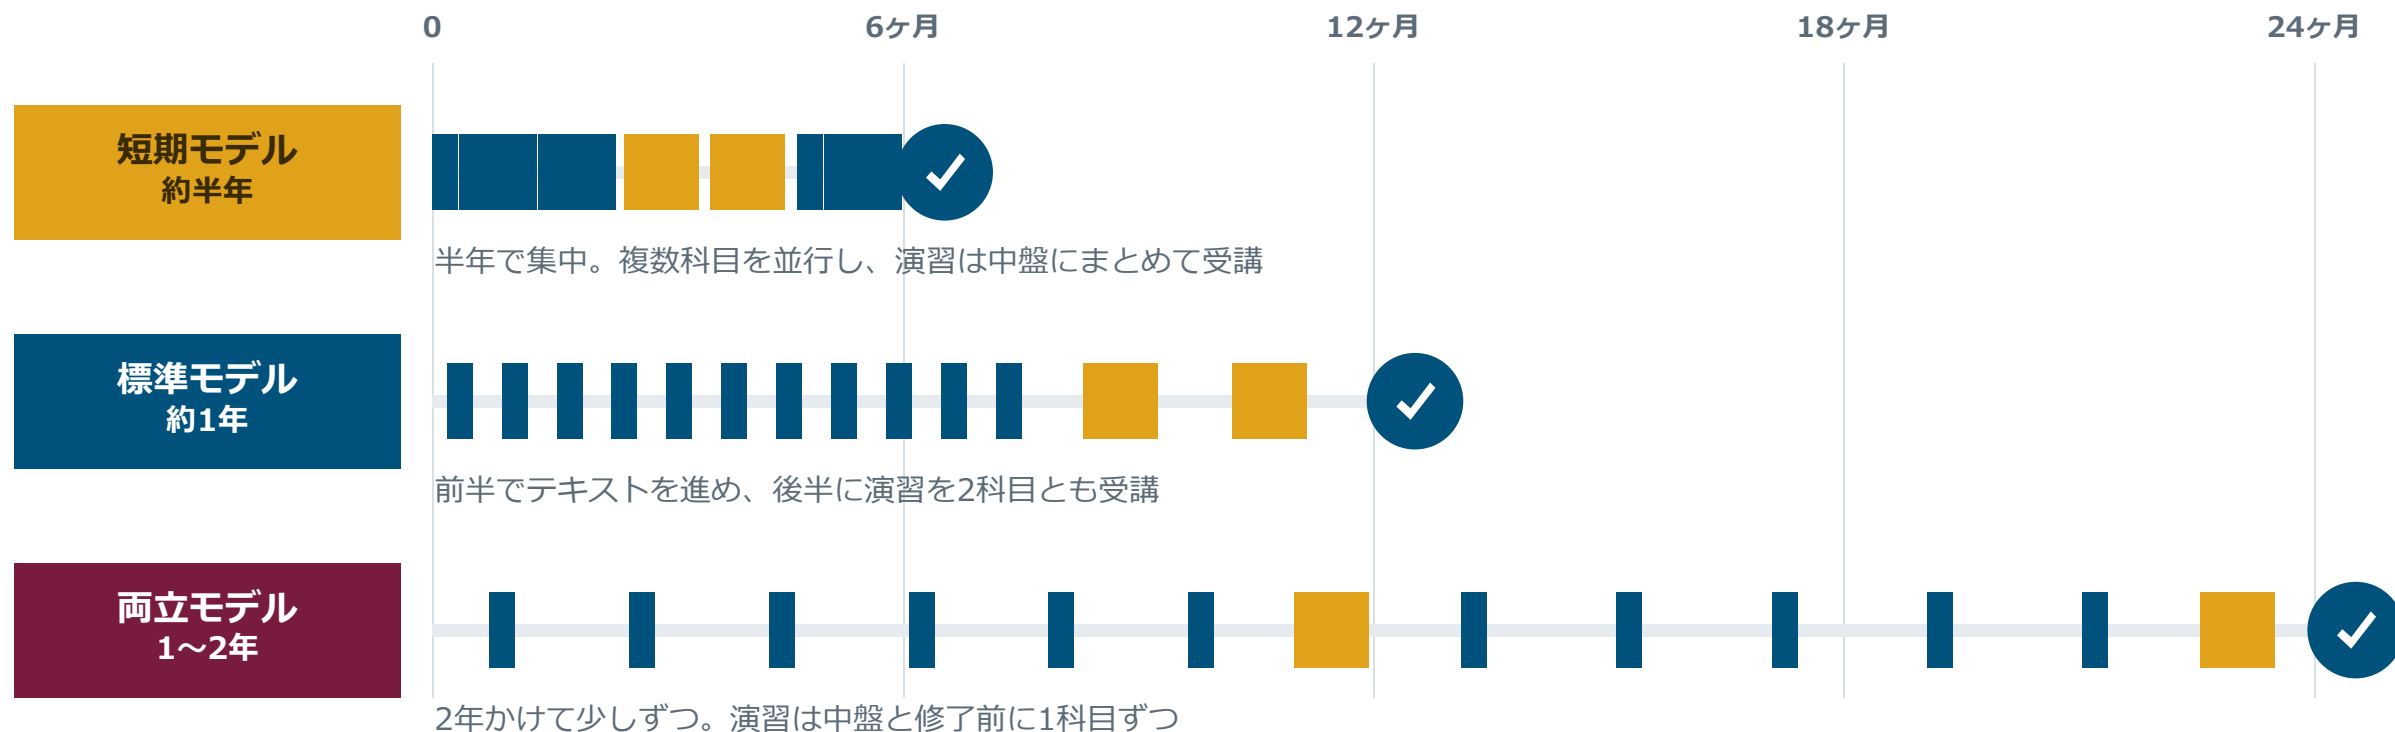 0
6ヶ月
12ヶ月
18ヶ月
24ヶ月
短期モデル
約半年
半年で集中。複数科目を並行し、演習は中盤にまとめて受講
標準モデル
約1年
前半でテキストを進め、後半に演習を2科目とも受講
両立モデル
1〜2年
2年かけて少しずつ。演習は中盤と修了前に1科目ずつ